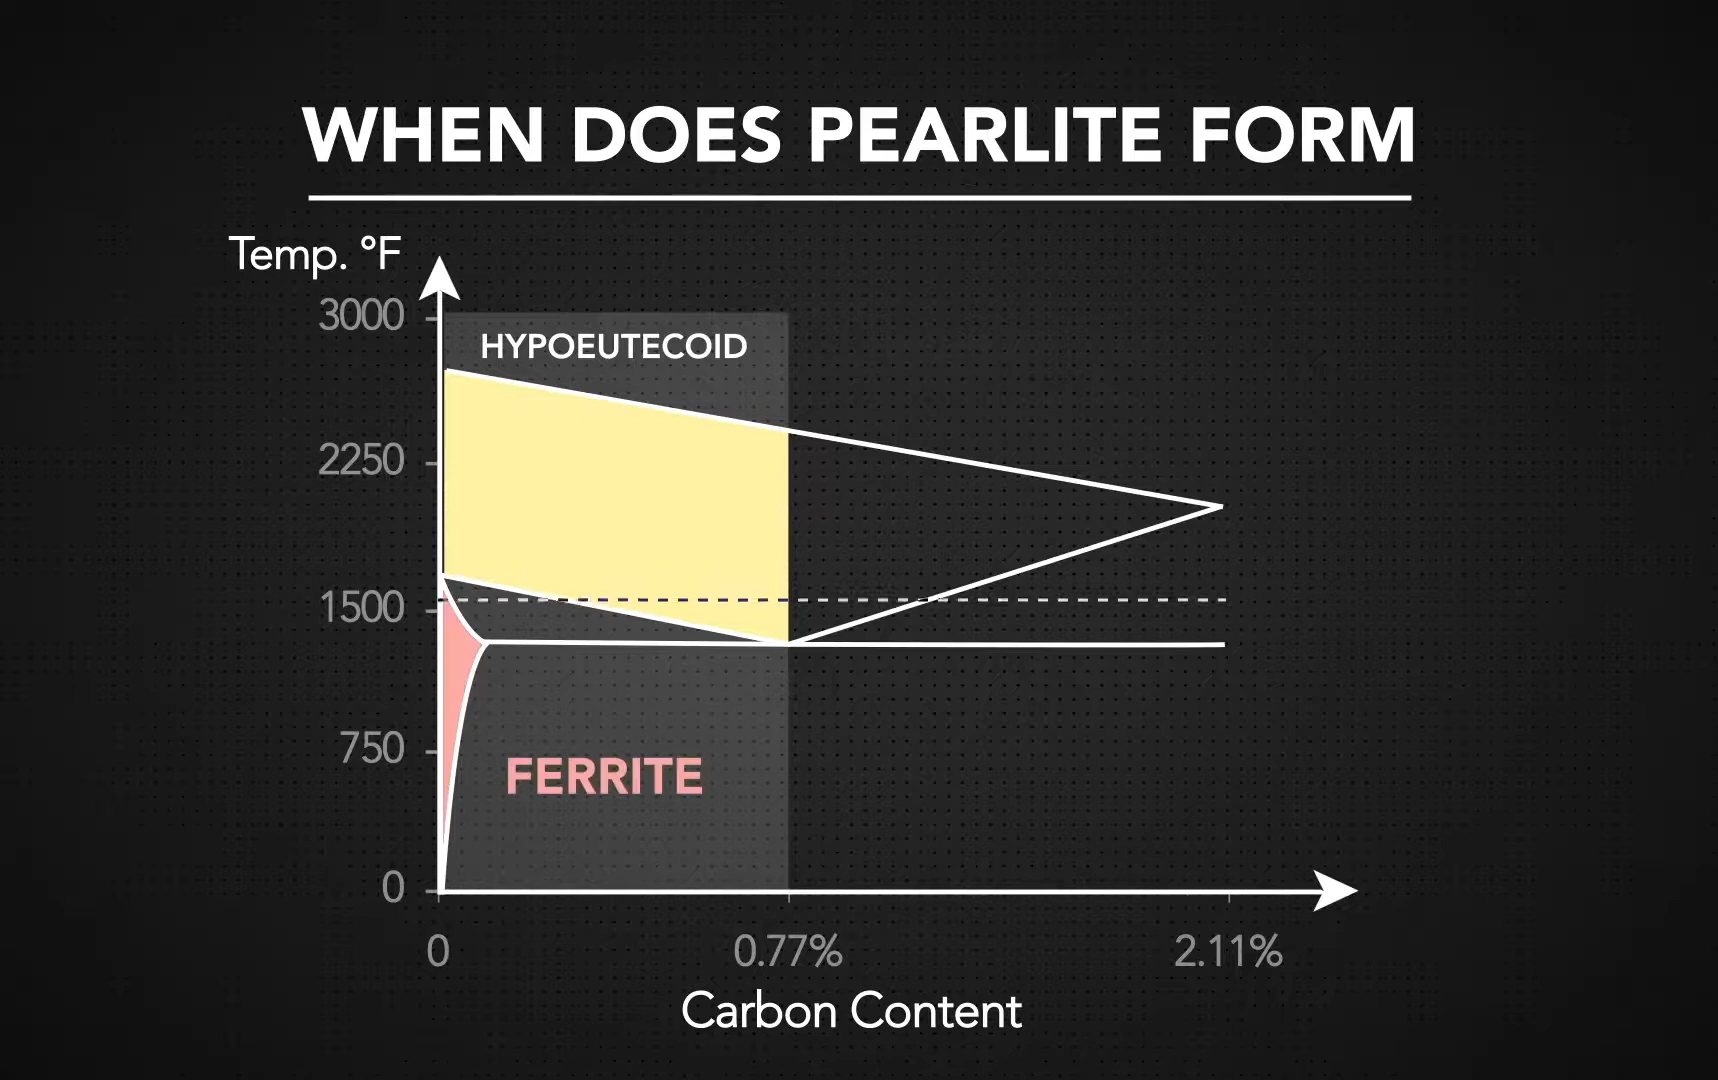 WHEN DOES PEARLITE FORM
Temp. °F
3000
HYPOEUTECOID
2250
1500
750
FERRITE
0
0
0.77%
2.11%
Carbon Content